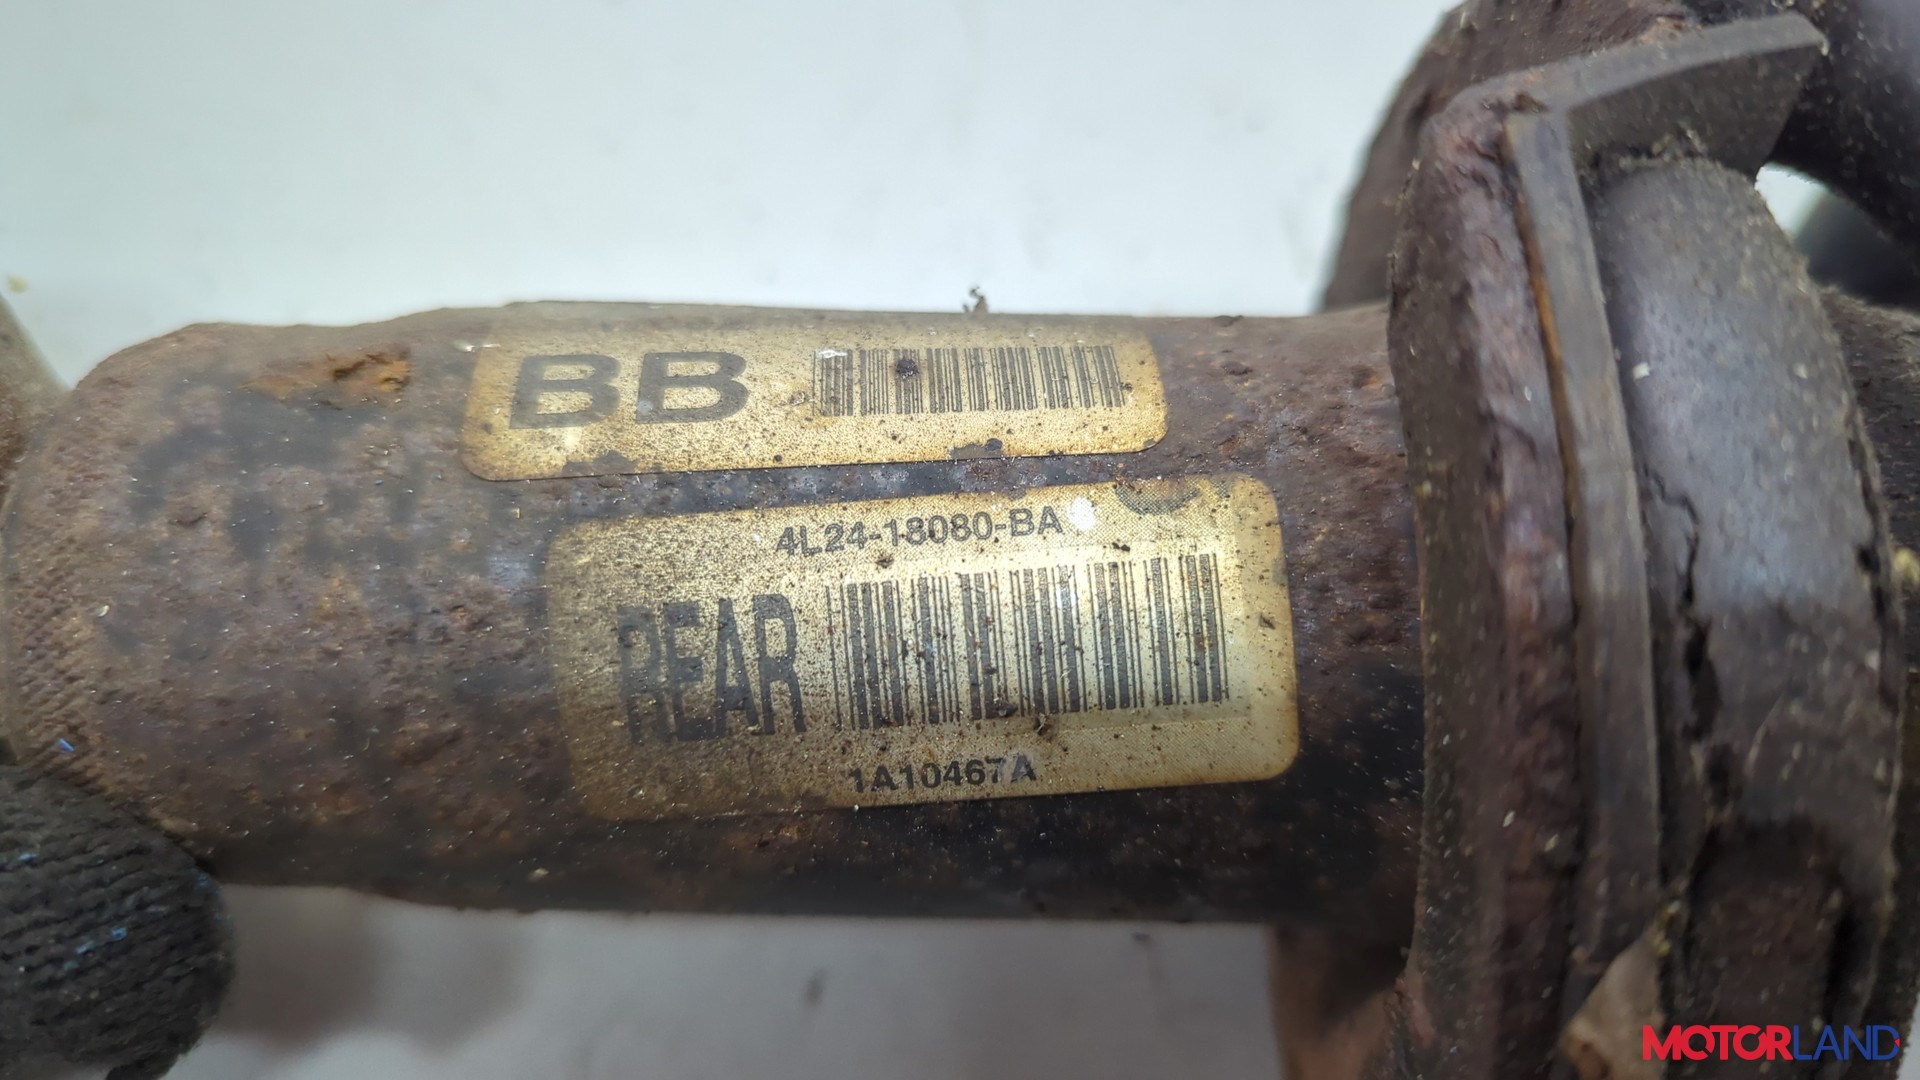 BB
4L24-18080-BA
REAR
1A10467A
MOTORLAND